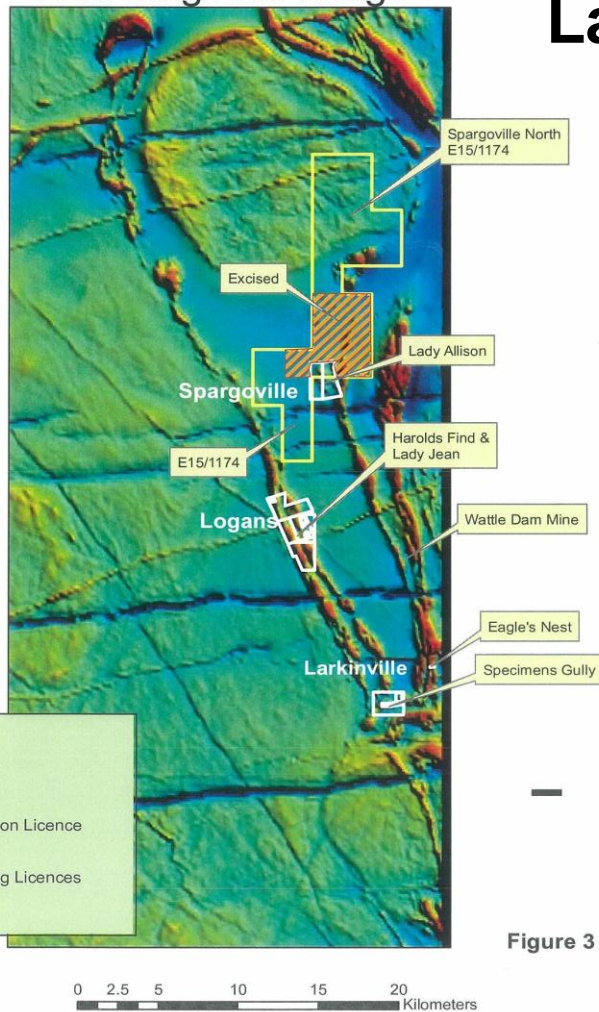 La
Spargoville North
E15/1174
Excised
Lady Allison
Spargoville
Harolds Find &
Lady Jean
E15/1174
Logans
Wattle Dam Mine
Eagle's Nest
Larkinville
Specimens Gully
on Licence
g Licences
Figure 3
0 2.5 5 10 15 20
Kilometers